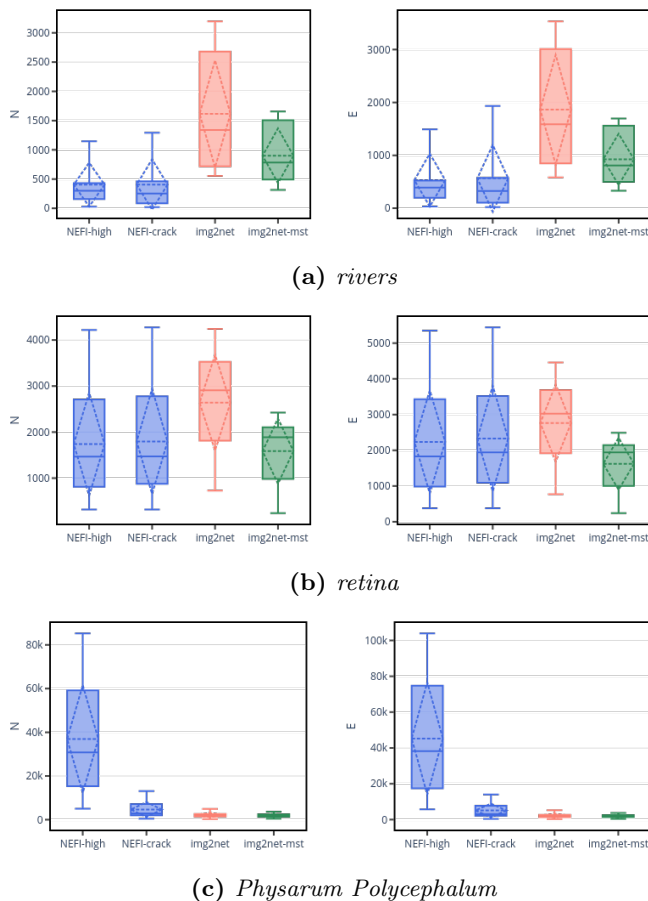 3000
2500
2000
1500
1000
500
0
N
NEFI-high NEFI-crack img2net img2net-mst
3000
2000
1000
0
E
NEFI-high NEFI-crack img2net img2net-mst
(a) rivers
4000
3000
2000
1000
N
NEFI-high NEFI-crack img2net img2net-mst
5000
4000
3000
2000
1000
0
E
NEFI-high NEFI-crack img2net img2net-mst
(b) retina
80k
60k
40k
20k
0
N
NEFI-high NEFI-crack img2net img2net-mst
100k
80k
60k
40k
20k
0
E
NEFI-high NEFI-crack img2net img2net-mst
(c) Physarum Polycephalum